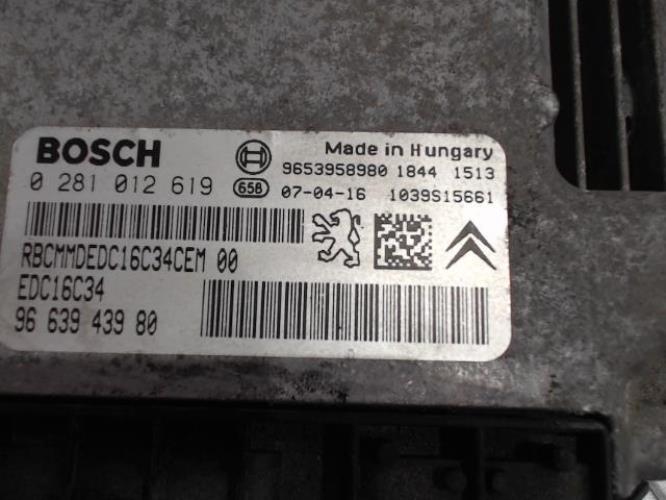 BOSCH
Made in Hungary
9653958980 1844 1513
0 281 012 619 658 07-04-16 1039S15661
RBCMMDEDC16C34CEM 00
EDC16C34
96 639 439 80